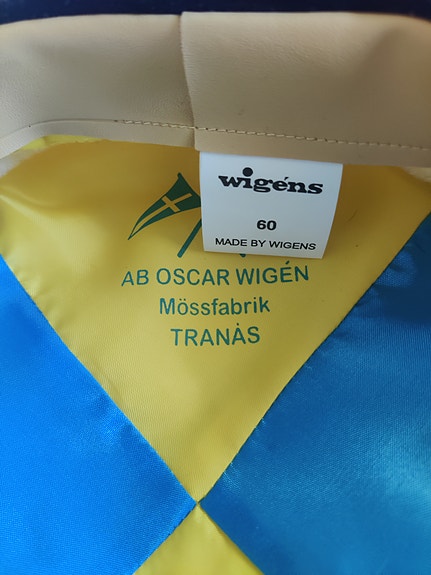 wigéns
60
MADE BY WIGENS
AB OSCAR WIGÉN
Mössfabrik
TRANÅS